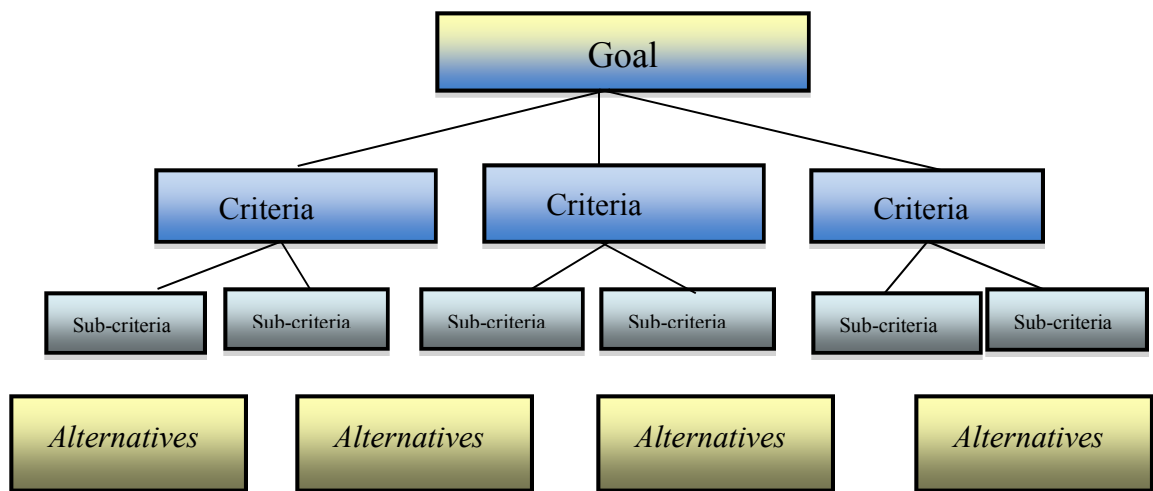 Goal
Criteria
Criteria
Criteria
Sub-criteria
Sub-criteria
Sub-criteria
Sub-criteria
Sub-criteria
Sub-criteria
Alternatives
Alternatives
Alternatives
Alternatives